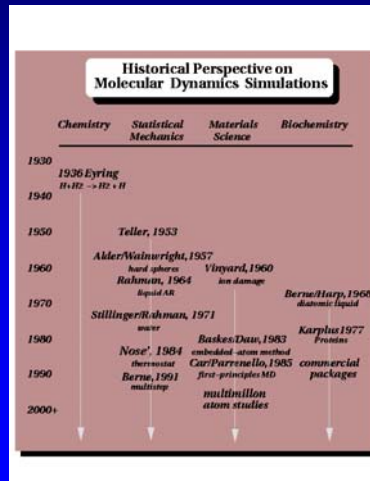 Historical Perspective on
Molecular Dynamics Simulations
Chemistry Statistical Mechanics Materials Science Biochemistry
1930
1936 Eyring
H+H2 -> H2 + H
1940
1950
Teller, 1953
Alder/Wainwright, 1957
hard spheres
1960
Vinyard, 1960
ion damage
Rahman, 1964
liquid AR
Berne/Harp, 1968
diatomic liquid
1970
Stillinger/Rahman, 1971
water
Karplus 1977
Proteins
1980
Baskes/Daw, 1983
embedded-atom method
Nose', 1984
thermostat
Car/Parrenello, 1985
first-principles MD
commercial
packages
1990
Berne, 1991
multistep
multimillon
atom studies
2000+